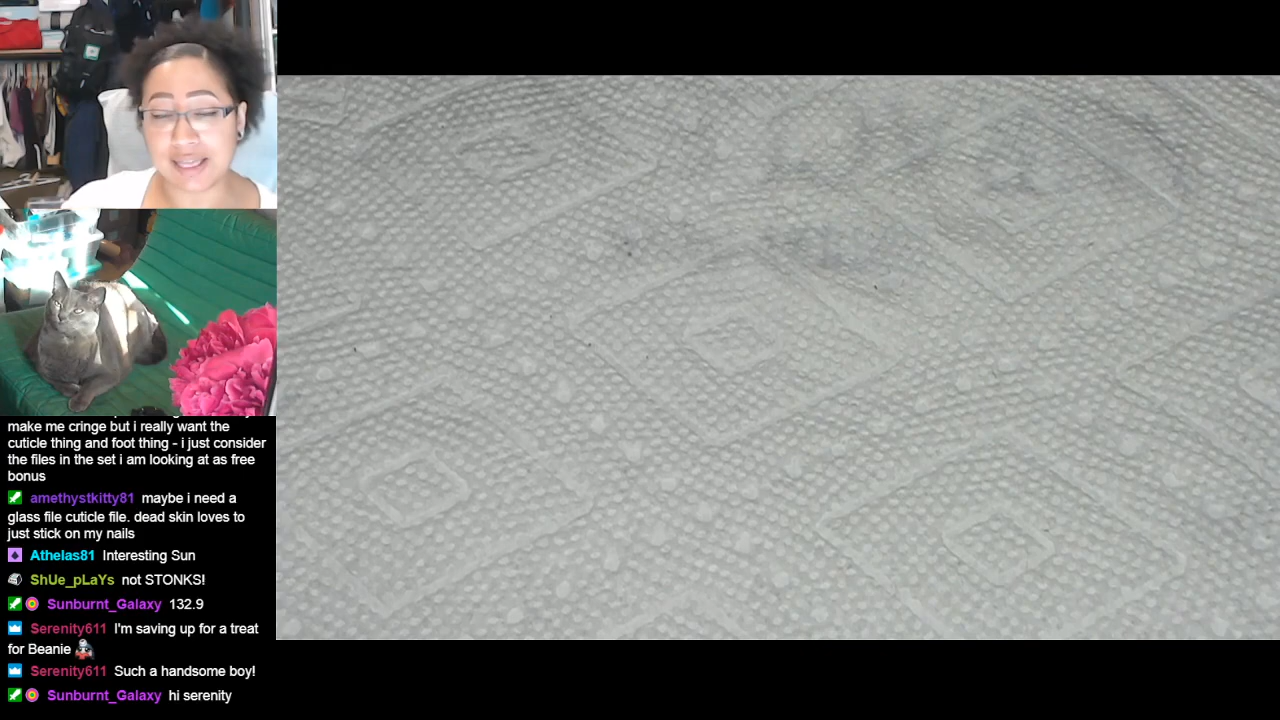 make me cringe but i really want the
cuticle thing and foot thing - i just consider
the files in the set i am looking at as free
bonus
amethystkitty81 maybe i need a
glass file cuticle file. dead skin loves to
just stick on my nails
Athelas81 Interesting Sun
ShUe_pLaYs not STONKS!
Sunburnt_Galaxy 132.9
Serenity611 I'm saving up for a treat
for Beanie
Serenity611 Such a handsome boy!
Sunburnt_Galaxy hi serenity